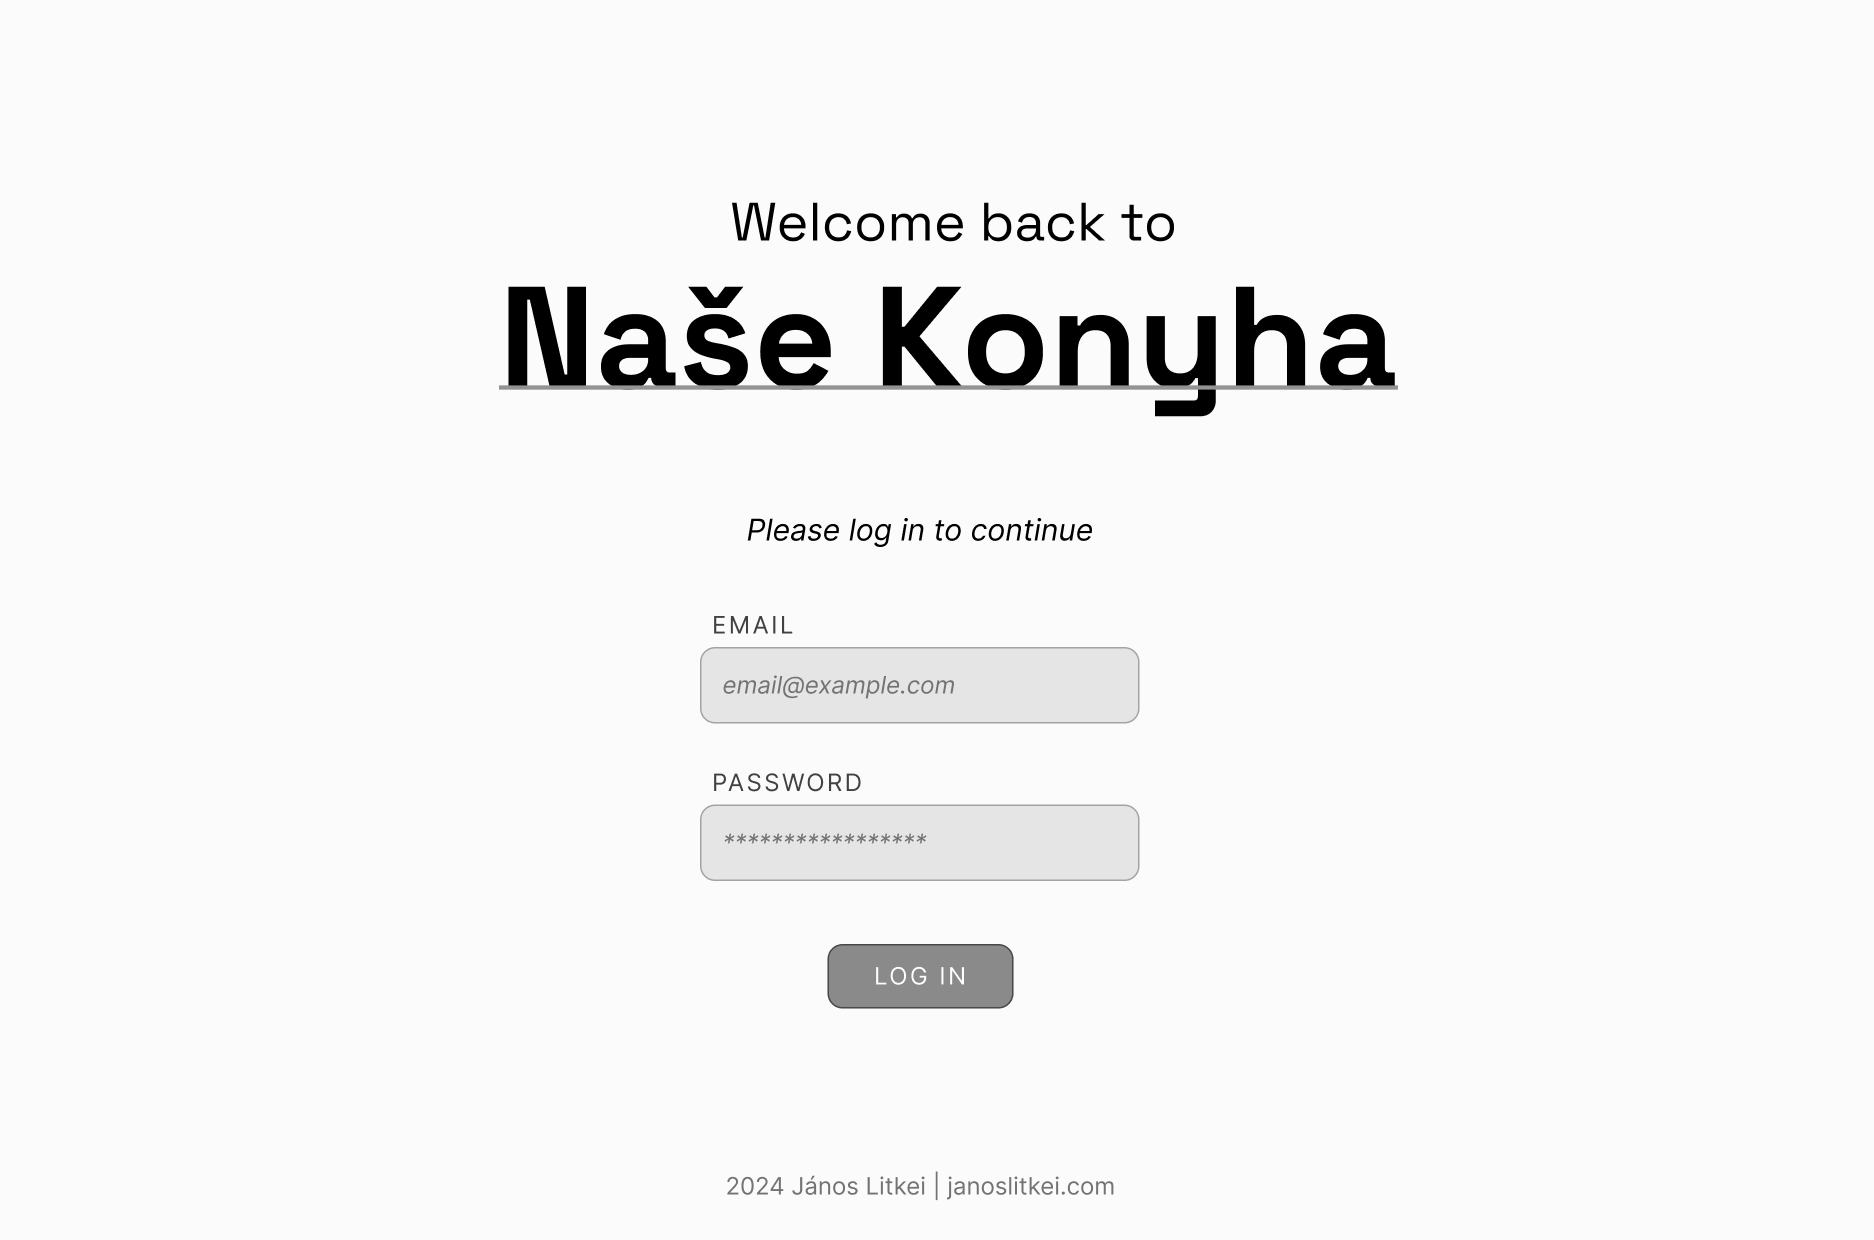 Welcome back to
Naše Konyha
Please log in to continue
EMAIL
email@example.com
PASSWORD
*****************
LOG IN
2024 János Litkei | janoslitkei.com